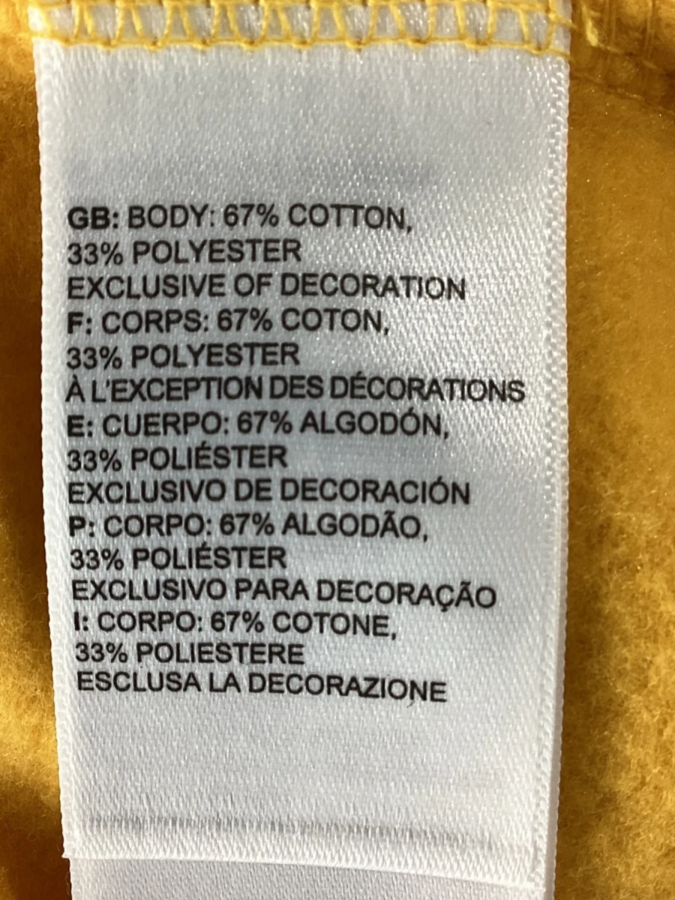 GB: BODY: 67% COTTON,
33% POLYESTER
EXCLUSIVE OF DECORATION
F: CORPS: 67% COTON,
33% POLYESTER
À L'EXCEPTION DES DÉCORATIONS
E: CUERPO: 67% ALGODÓN,
33% POLIÉSTER
EXCLUSIVO DE DECORACIÓN
P: CORPO: 67% ALGODÃO,
33% POLIÉSTER
EXCLUSIVO PARA DECORAÇÃO
I: CORPO: 67% COTONE,
33% POLIESTERE
ESCLUSA LA DECORAZIONE